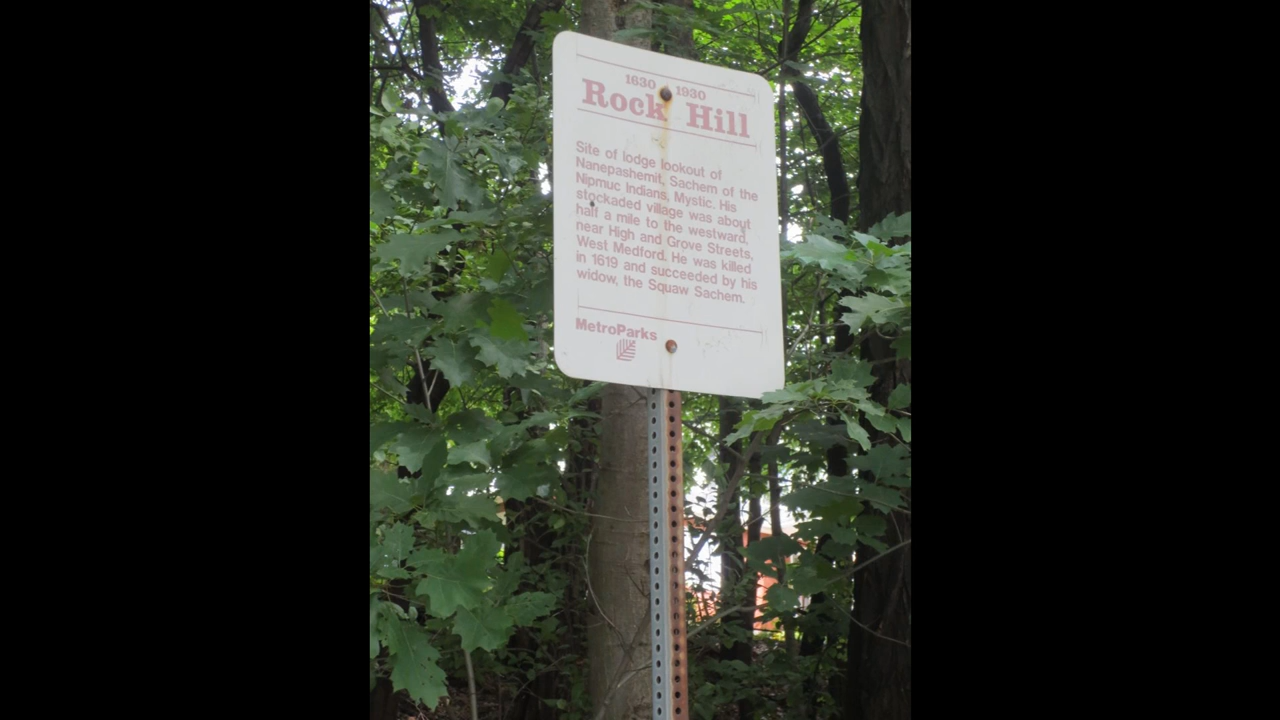 1630 1930
Rock Hill
Site of lodge lookout of
Nanepashemit, Sachem of the
Nipmuc Indians, Mystic. His
stockaded village was about
half a mile to the westward,
near High and Grove Streets,
West Medford. He was killed
in 1619 and succeeded by his
widow, the Squaw Sachem.
MetroParks